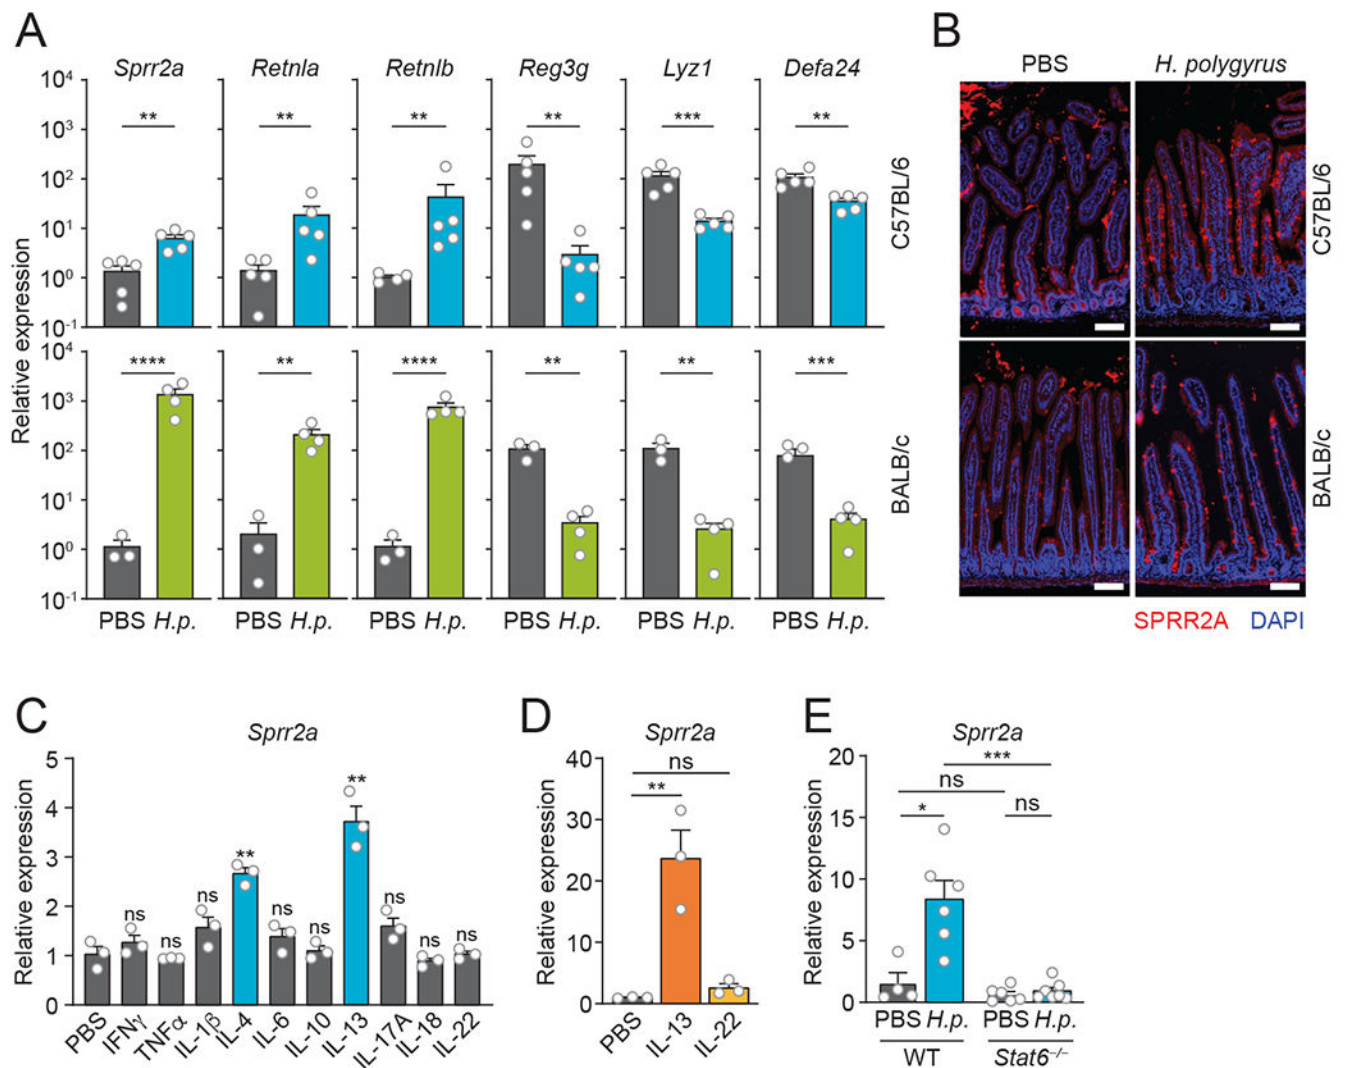 A
Sprr2a Retnla Retnlb Reg3g Lyz1 Defa24
10⁴
10³
10²
10¹
10⁰
10⁻¹
** ** ** ** *** **
C57BL/6
Relative expression
10⁴
10³
10²
10¹
10⁰
10⁻¹
**** ** **** ** ** ***
BALB/c
PBS H.p. PBS H.p. PBS H.p. PBS H.p. PBS H.p. PBS H.p.
B
PBS H. polygyrus
C57BL/6
BALB/c
SPRR2A DAPI
C
Sprr2a
Relative expression
5
4
3
2
1
0
ns ns ns ** ns ns ** ns ns ns
PBS IFNγ TNFα IL-1β IL-4 IL-6 IL-10 IL-13 IL-17A IL-18 IL-22
D
Sprr2a
Relative expression
40
30
20
10
0
ns
**
PBS IL-13 IL-22
E
Sprr2a
Relative expression
20
15
10
5
0
***
ns
* ns
PBS H.p. PBS H.p.
WT Stat6⁻/⁻